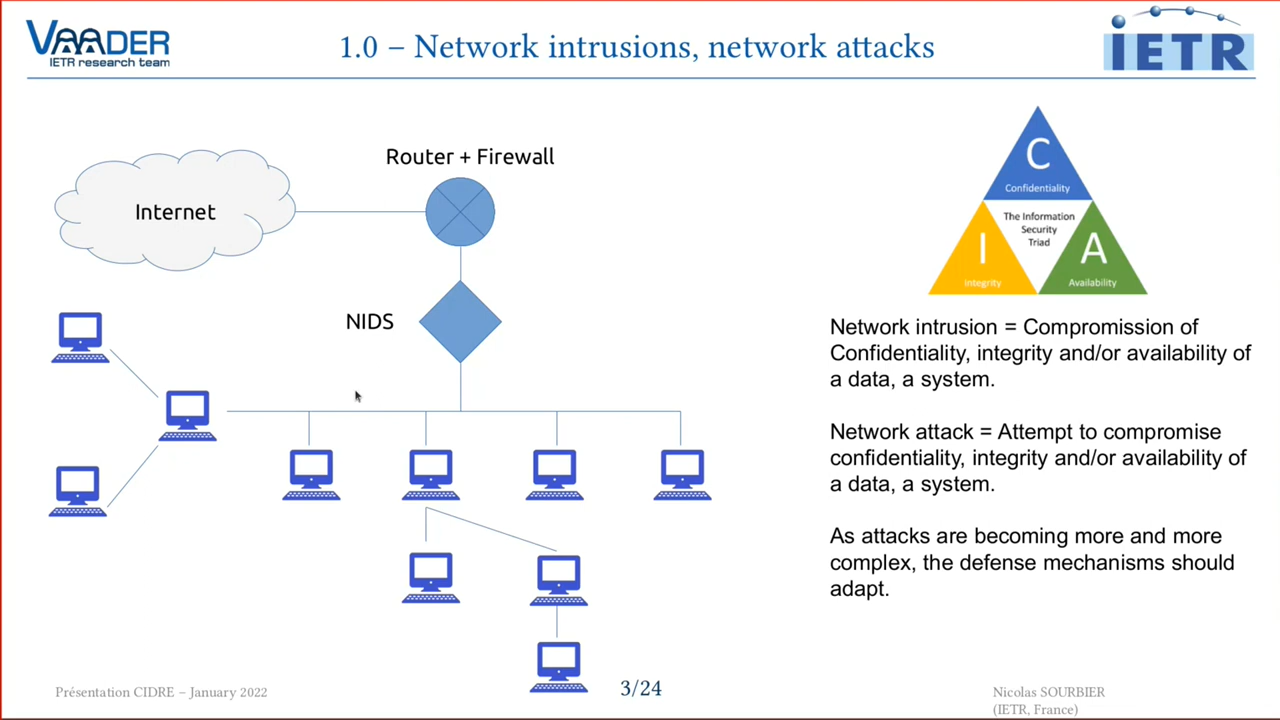 VAADER
IETR research team
1.0 – Network intrusions, network attacks
IETR
Router + Firewall
Internet
NIDS
C
Confidentiality
The Information
Security
Triad
I
Integrity
A
Availability
Network intrusion = Compromission of
Confidentiality, integrity and/or availability of
a data, a system.
Network attack = Attempt to compromise
confidentiality, integrity and/or availability of
a data, a system.
As attacks are becoming more and more
complex, the defense mechanisms should
adapt.
Présentation CIDRE – January 2022
3/24
Nicolas SOURBIER
(IETR, France)